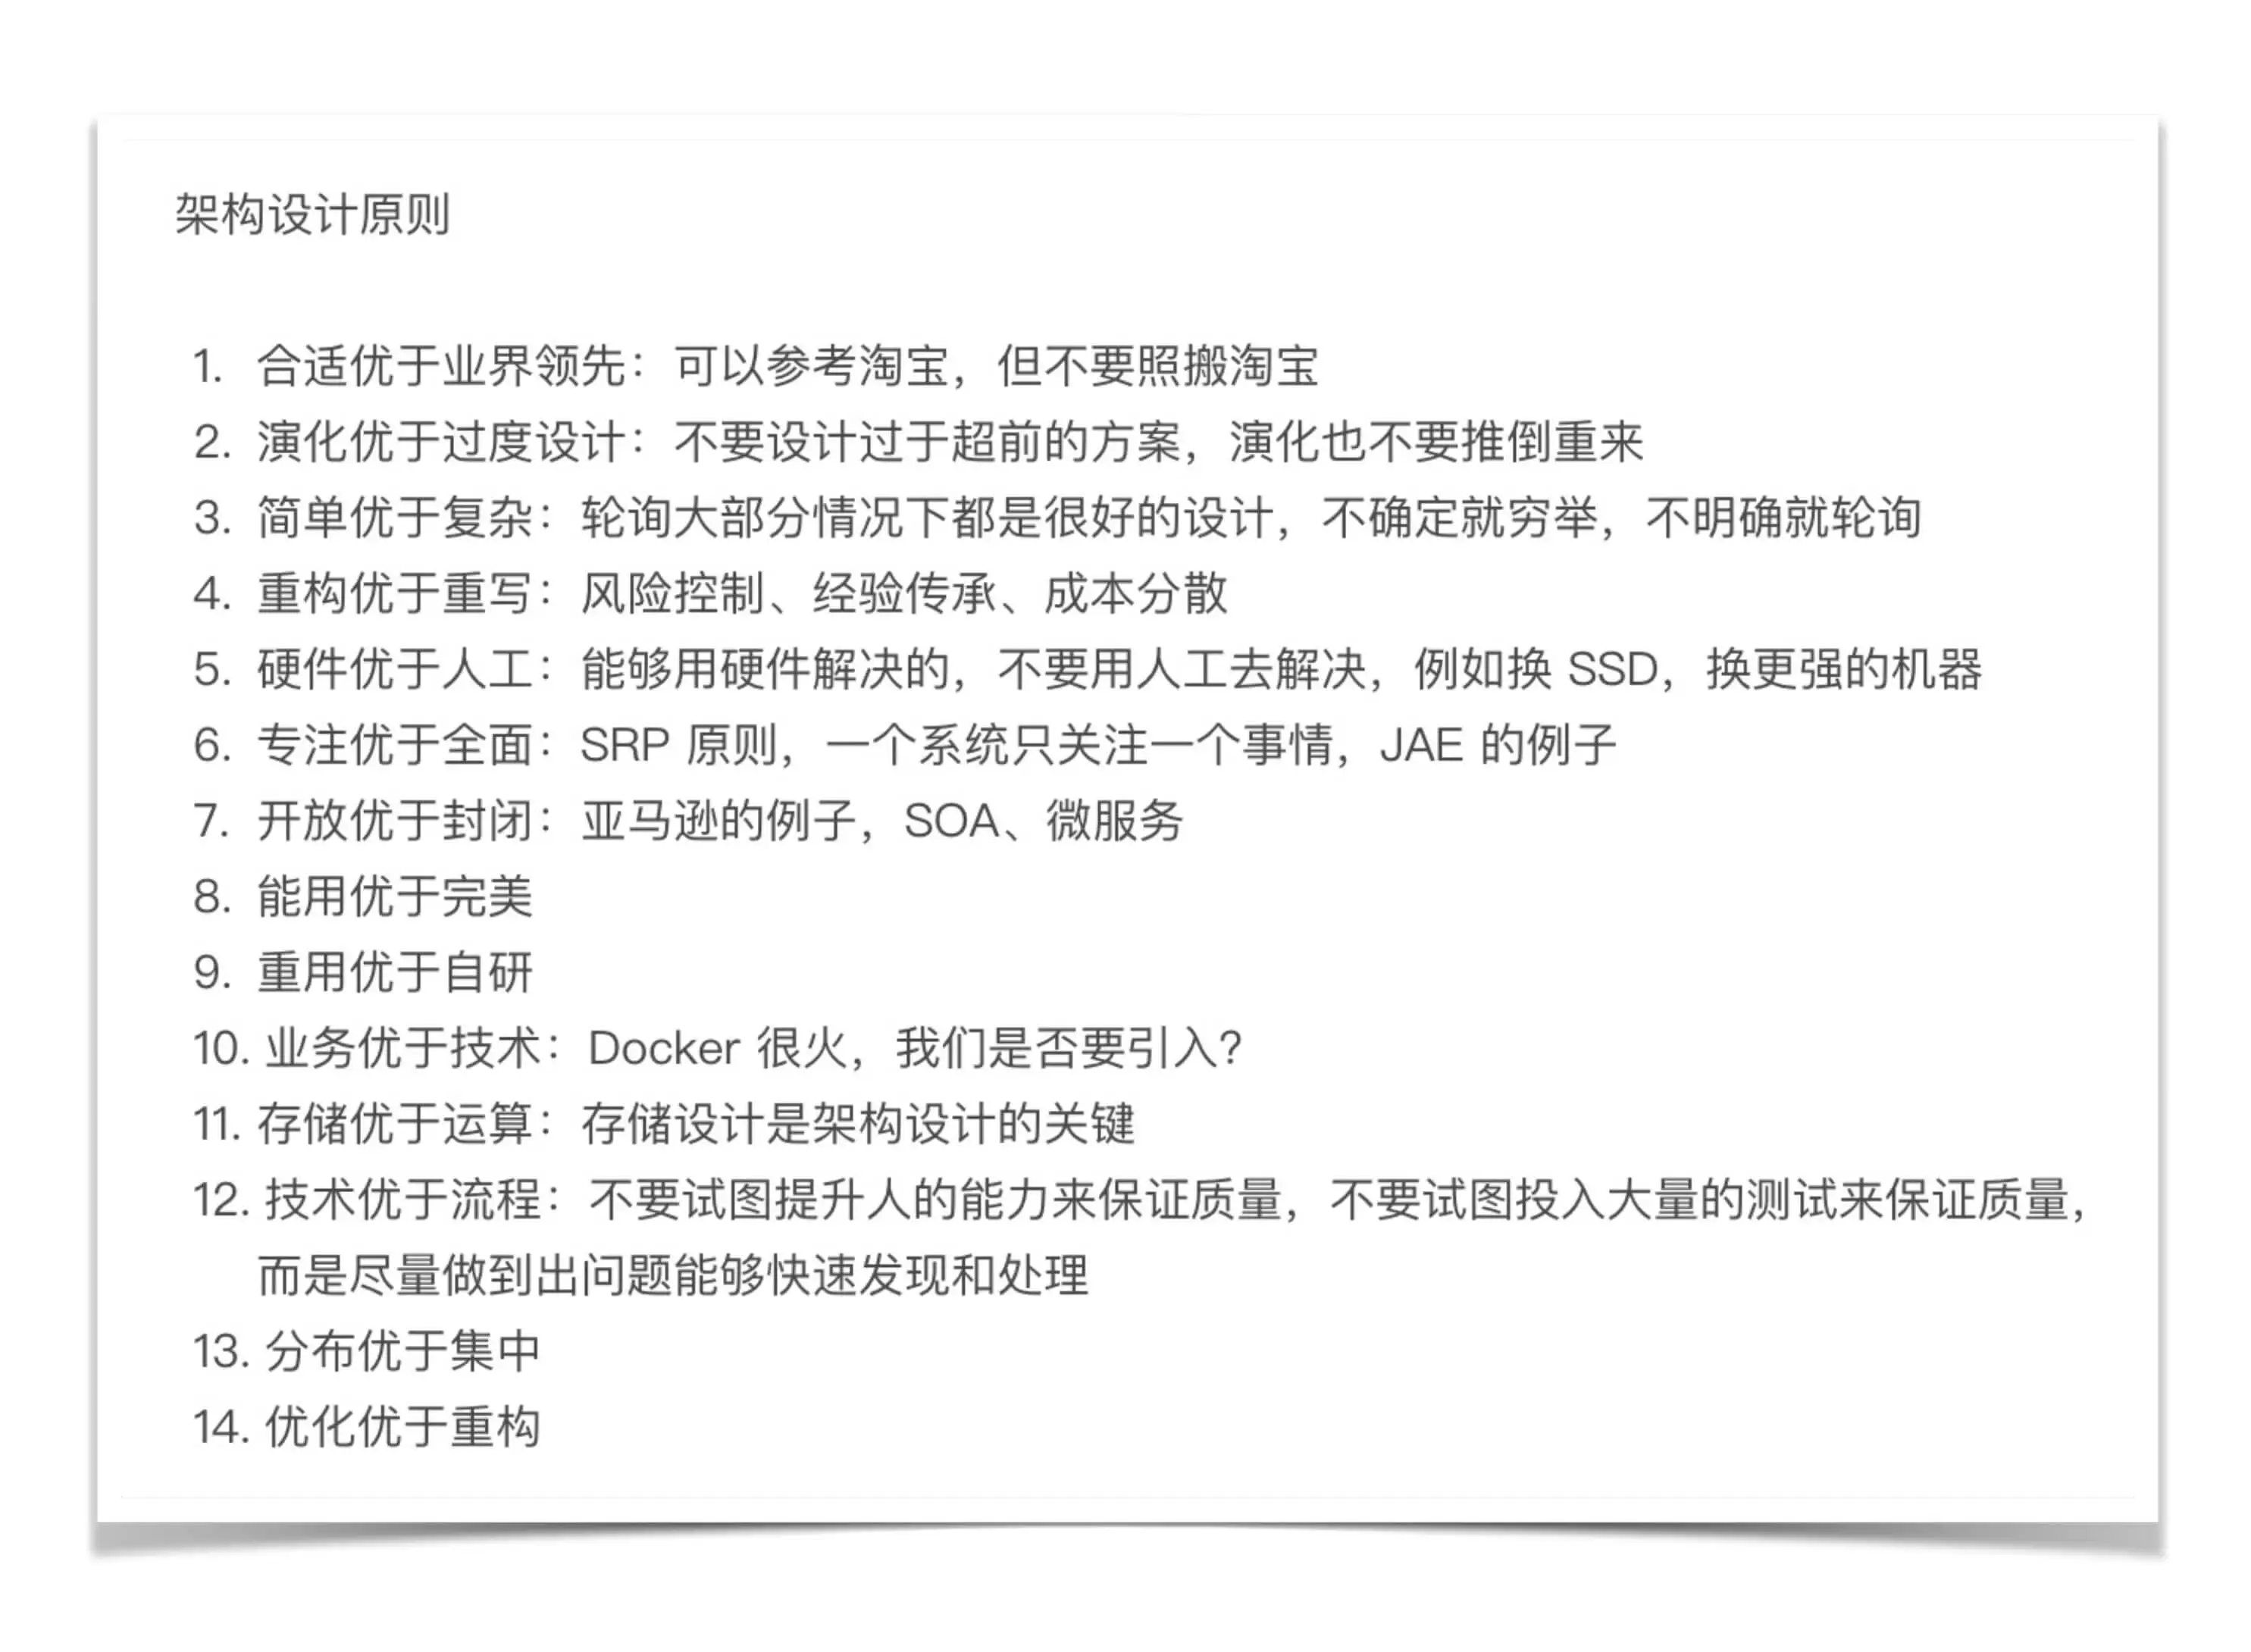 架构设计原则
1. 合适优于业界领先：可以参考淘宝，但不要照搬淘宝
2. 演化优于过度设计：不要设计过于超前的方案，演化也不要推倒重来
3. 简单优于复杂：轮询大部分情况下都是很好的设计，不确定就穷举，不明确就轮询
4. 重构优于重写：风险控制、经验传承、成本分散
5. 硬件优于人工：能够用硬件解决的，不要用人工去解决，例如换 SSD，换更强的机器
6. 专注优于全面：SRP 原则，一个系统只关注一个事情，JAE 的例子
7. 开放优于封闭：亚马逊的例子，SOA、微服务
8. 能用优于完美
9. 重用优于自研
10. 业务优于技术：Docker 很火，我们是否要引入？
11. 存储优于运算：存储设计是架构设计的关键
12. 技术优于流程：不要试图提升人的能力来保证质量，不要试图投入大量的测试来保证质量，
而是尽量做到出问题能够快速发现和处理
13. 分布优于集中
14. 优化优于重构